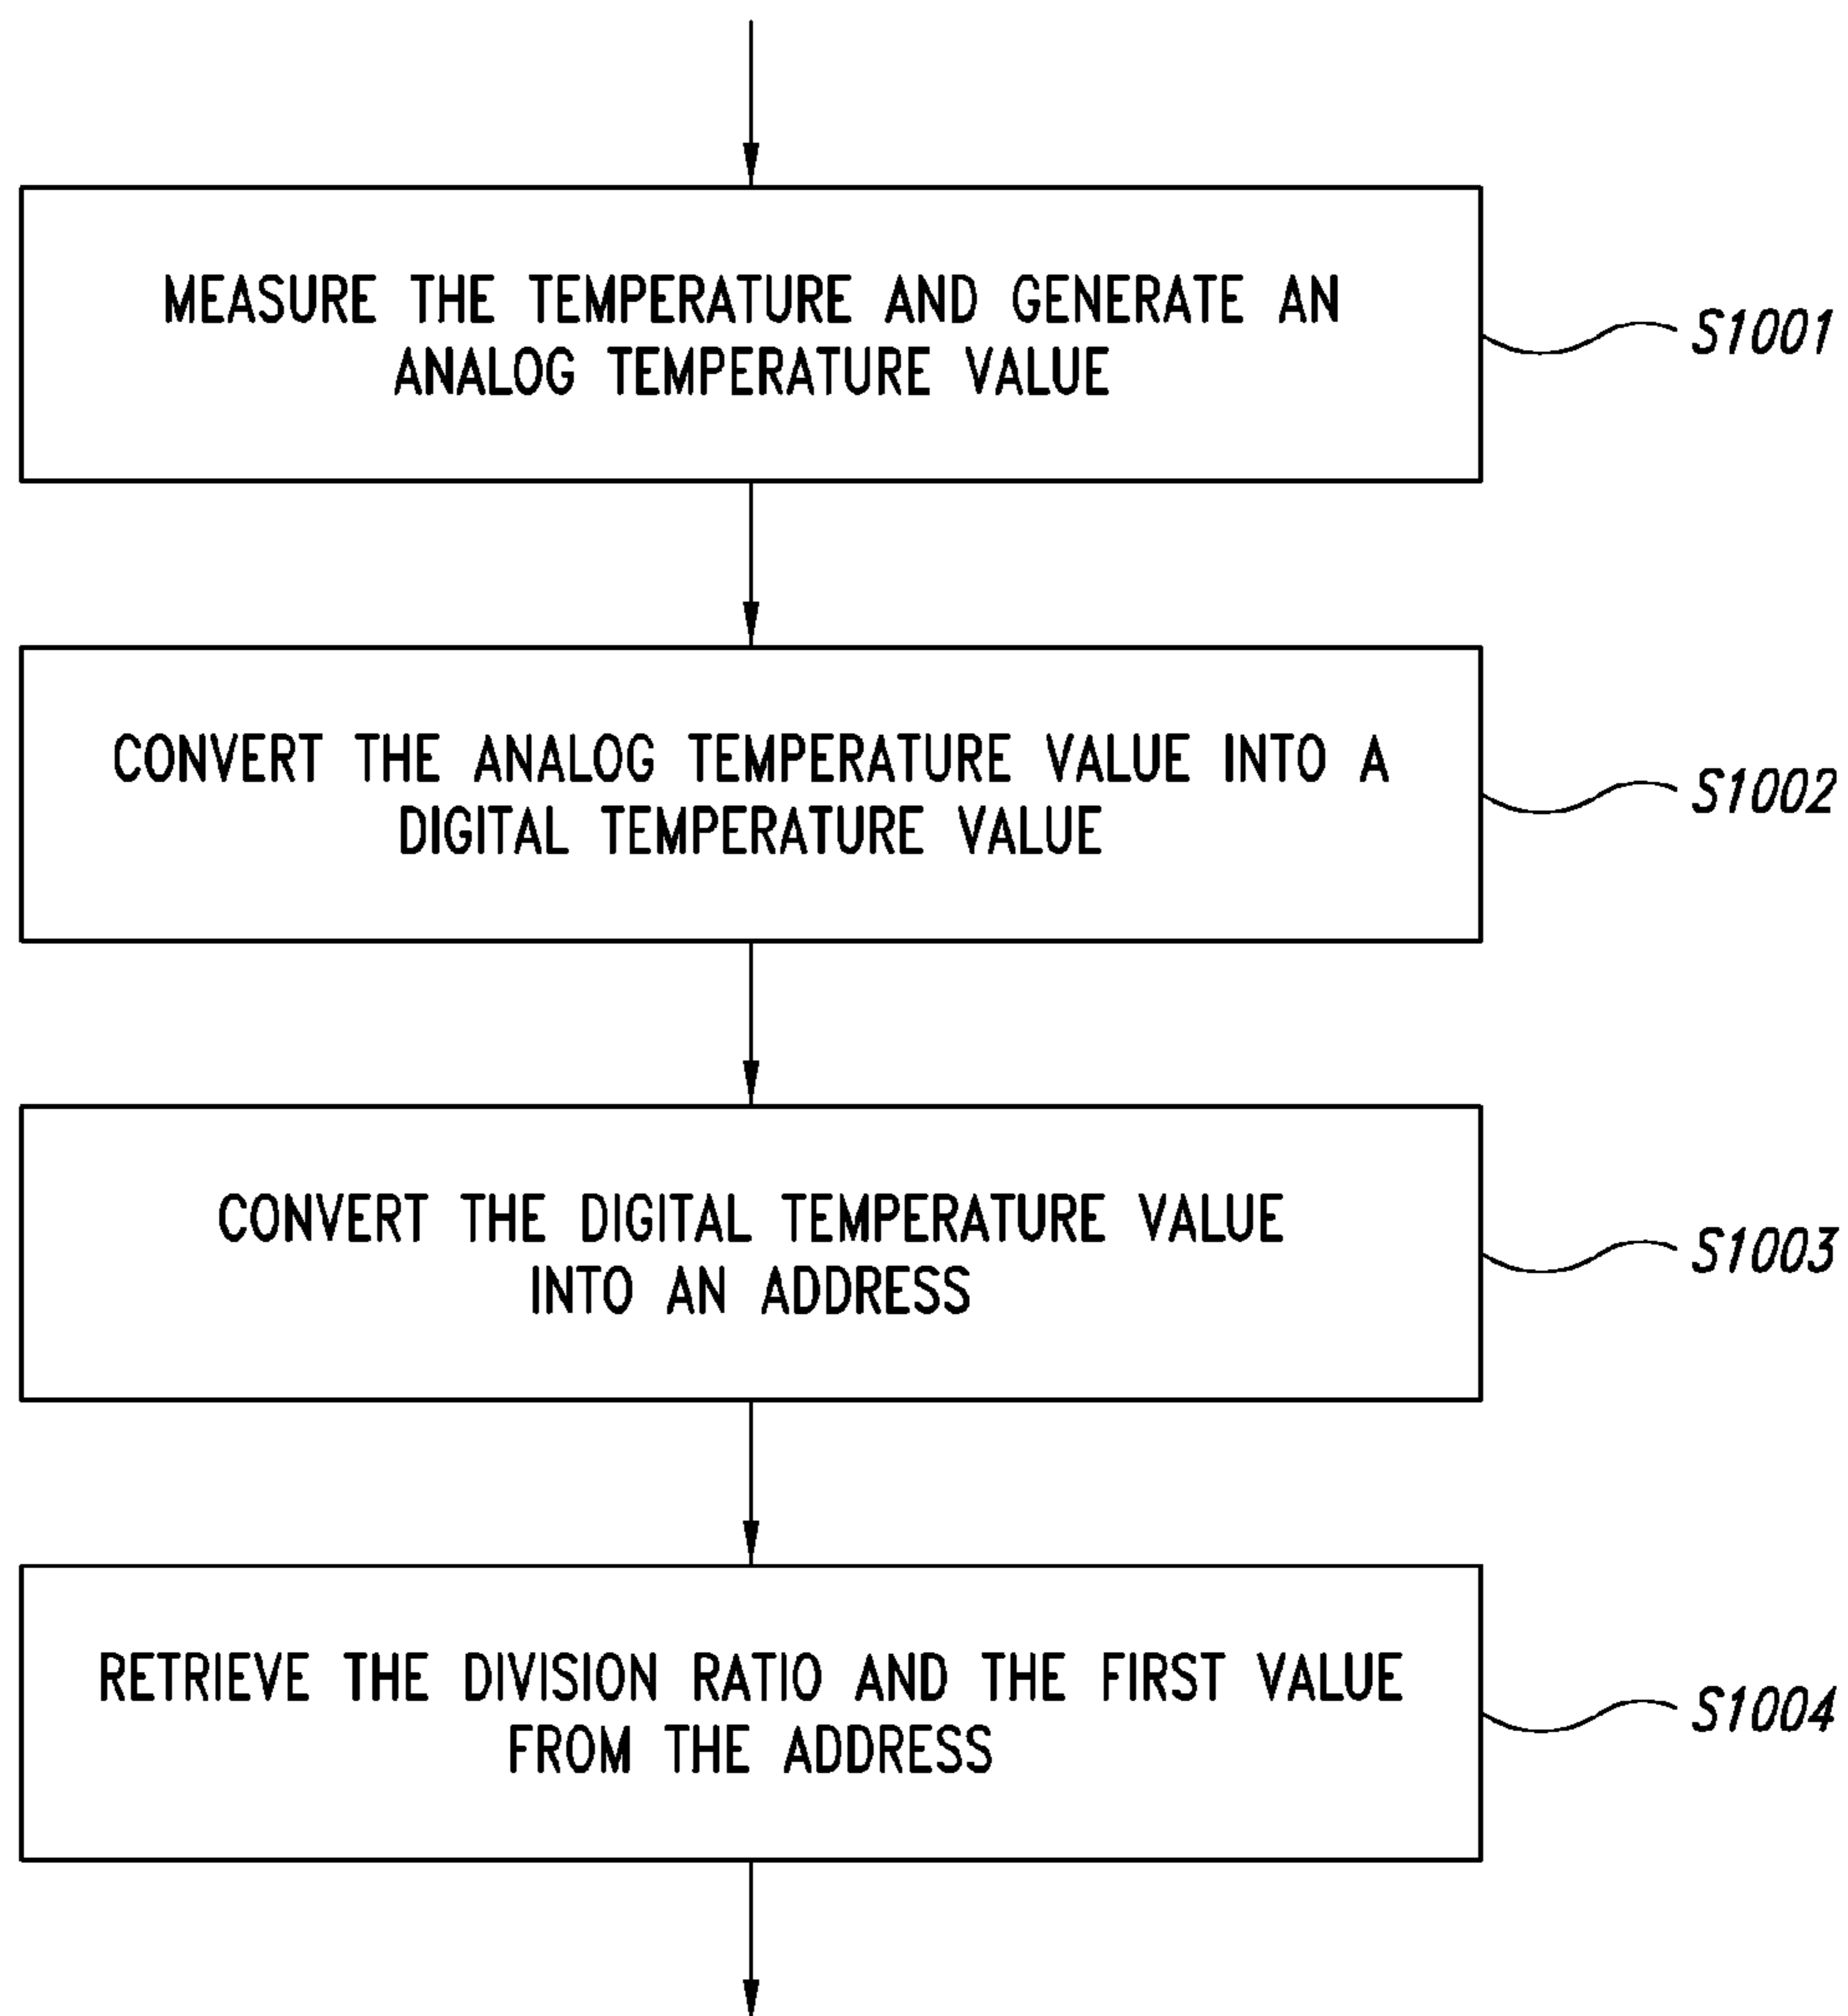 MEASURE THE TEMPERATURE AND GENERATE AN
ANALOG TEMPERATURE VALUE
S1001
CONVERT THE ANALOG TEMPERATURE VALUE INTO A
DIGITAL TEMPERATURE VALUE
S1002
CONVERT THE DIGITAL TEMPERATURE VALUE
INTO AN ADDRESS
S1003
RETRIEVE THE DIVISION RATIO AND THE FIRST VALUE
FROM THE ADDRESS
S1004